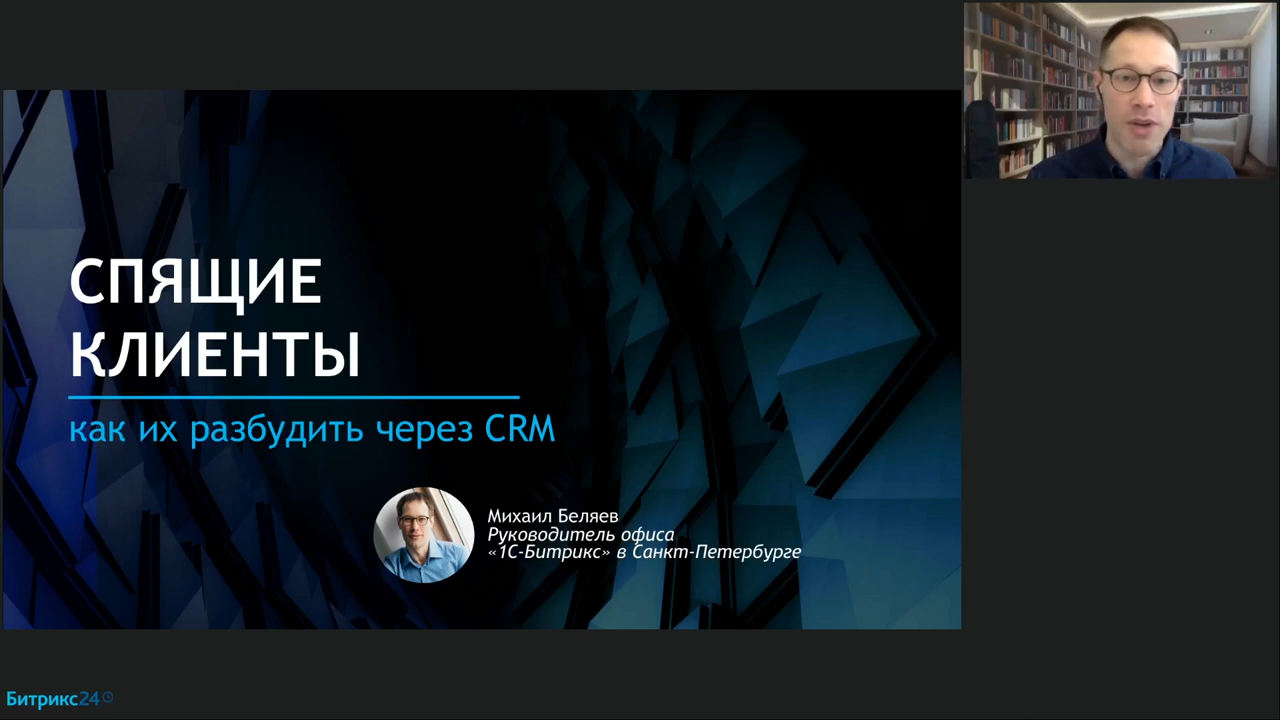 СПЯЩИЕ
КЛИЕНТЫ
как их разбудить через CRM
Михаил Беляев
Руководитель офиса
«1С-Битрикс» в Санкт-Петербурге
Битрикс24